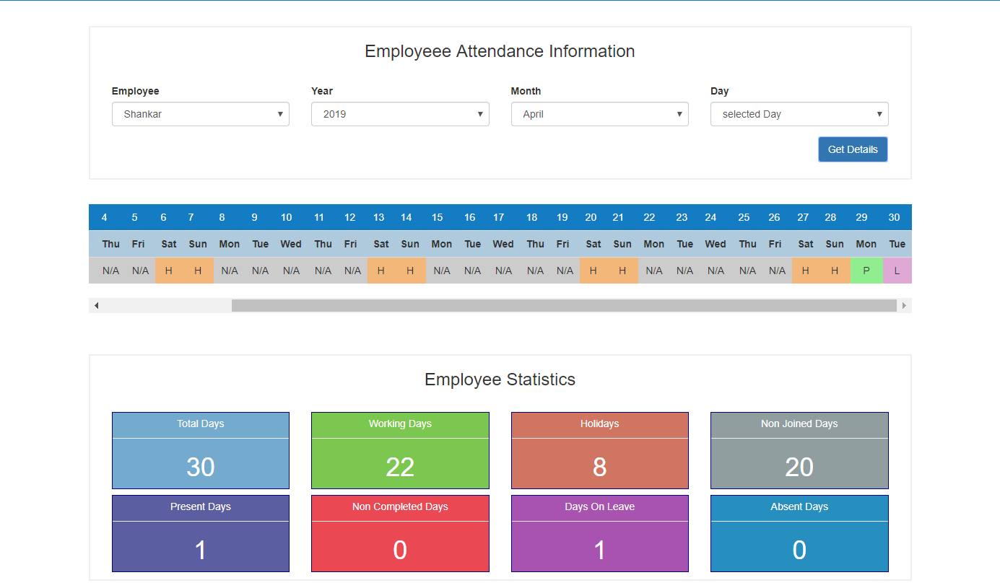 Employeee Attendance Information
Employee Year Month Day
Shankar 2019 April selected Day
Get Details
4 5 6 7 8 9 10 11 12 13 14 15 16 17 18 19 20 21 22 23 24 25 26 27 28 29 30
Thu Fri Sat Sun Mon Tue Wed Thu Fri Sat Sun Mon Tue Wed Thu Fri Sat Sun Mon Tue Wed Thu Fri Sat Sun Mon Tue
N/A N/A H H N/A N/A N/A N/A N/A H H N/A N/A N/A N/A N/A H H N/A N/A N/A N/A N/A H H P L
Employee Statistics
Total Days Working Days Holidays Non Joined Days
30 22 8 20
Present Days Non Completed Days Days On Leave Absent Days
1 0 1 0